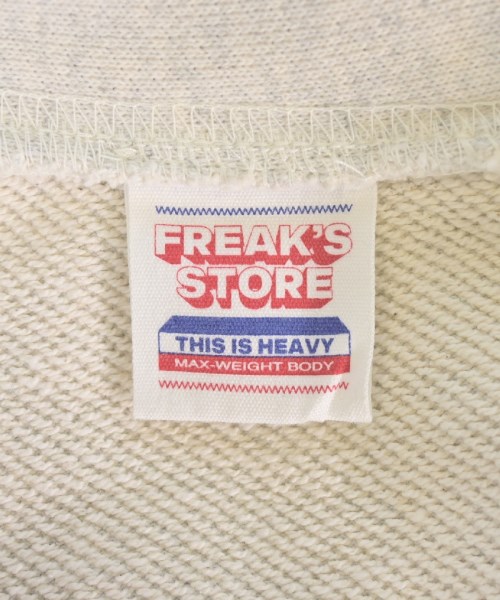 FREAK'S
STORE
THIS IS HEAVY
MAX-WEIGHT BODY